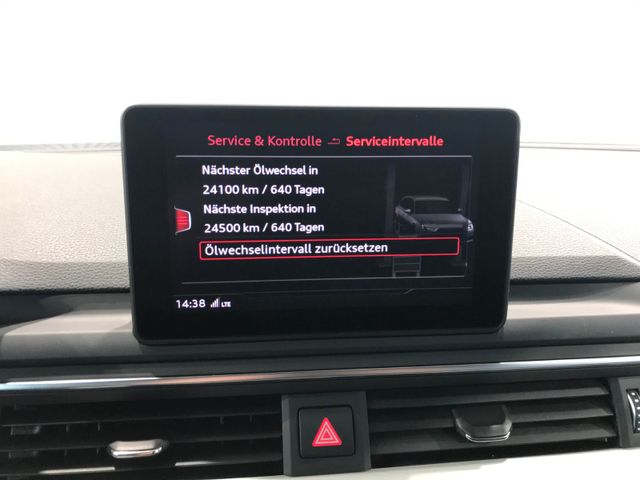 Service & Kontrolle Serviceintervalle
Nächster Ölwechsel in
24100 km / 640 Tagen
Nächste Inspektion in
24500 km / 640 Tagen
Ölwechselintervall zurücksetzen
14:38 LTE